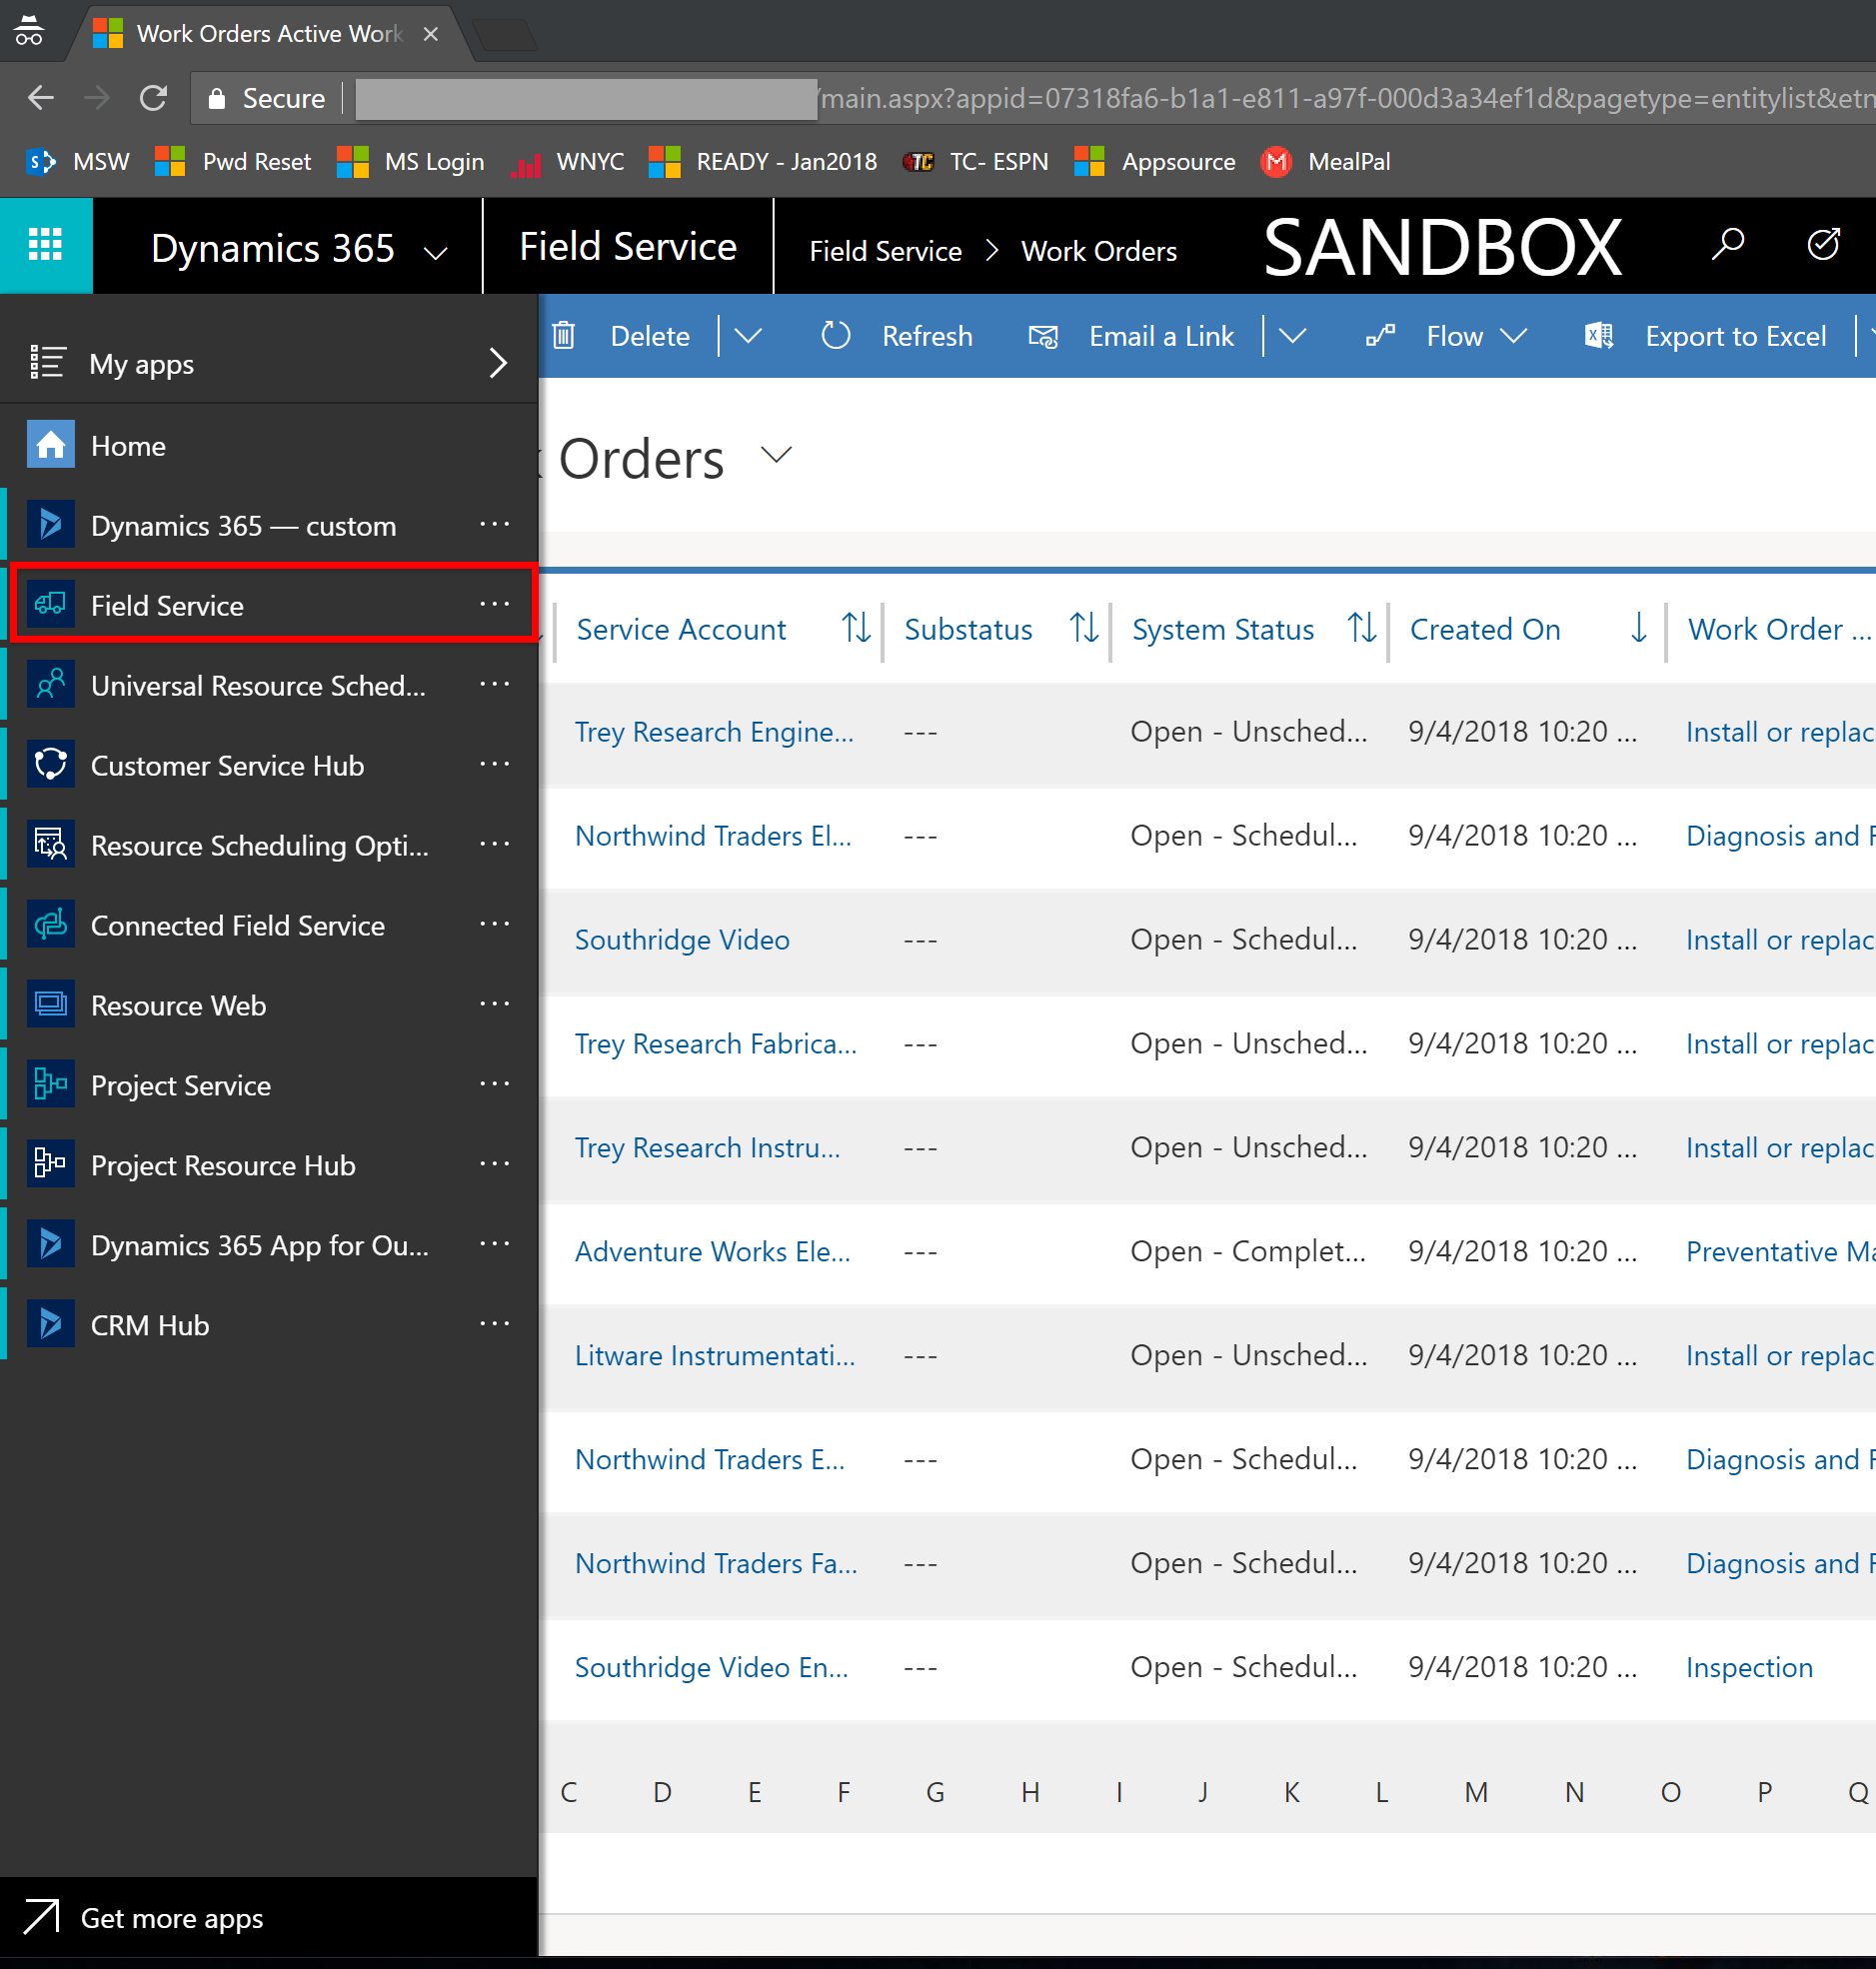 Work Orders Active Work
Secure /main.aspx?appid=07318fa6-b1a1-e811-a97f-000d3a34ef1d&pagetype=entitylist&etn
MSW Pwd Reset MS Login WNYC READY - Jan2018 TC- ESPN Appsource MealPal
Dynamics 365 Field Service Field Service > Work Orders SANDBOX
Delete Refresh Email a Link Flow Export to Excel
My apps
Home
Dynamics 365 — custom ...
Field Service ...
Universal Resource Sched... ...
Customer Service Hub ...
Resource Scheduling Opti... ...
Connected Field Service ...
Resource Web ...
Project Service ...
Project Resource Hub ...
Dynamics 365 App for Ou... ...
CRM Hub ...
Get more apps
Orders
Service Account Substatus System Status Created On Work Order ...
Trey Research Engine... --- Open - Unsched... 9/4/2018 10:20 ... Install or replac
Northwind Traders El... --- Open - Schedul... 9/4/2018 10:20 ... Diagnosis and
Southridge Video --- Open - Schedul... 9/4/2018 10:20 ... Install or replac
Trey Research Fabrica... --- Open - Unsched... 9/4/2018 10:20 ... Install or replac
Trey Research Instru... --- Open - Unsched... 9/4/2018 10:20 ... Install or replac
Adventure Works Ele... --- Open - Complet... 9/4/2018 10:20 ... Preventative Ma
Litware Instrumentati... --- Open - Unsched... 9/4/2018 10:20 ... Install or replac
Northwind Traders E... --- Open - Schedul... 9/4/2018 10:20 ... Diagnosis and
Northwind Traders Fa... --- Open - Schedul... 9/4/2018 10:20 ... Diagnosis and
Southridge Video En... --- Open - Schedul... 9/4/2018 10:20 ... Inspection
C D E F G H I J K L M N O P Q